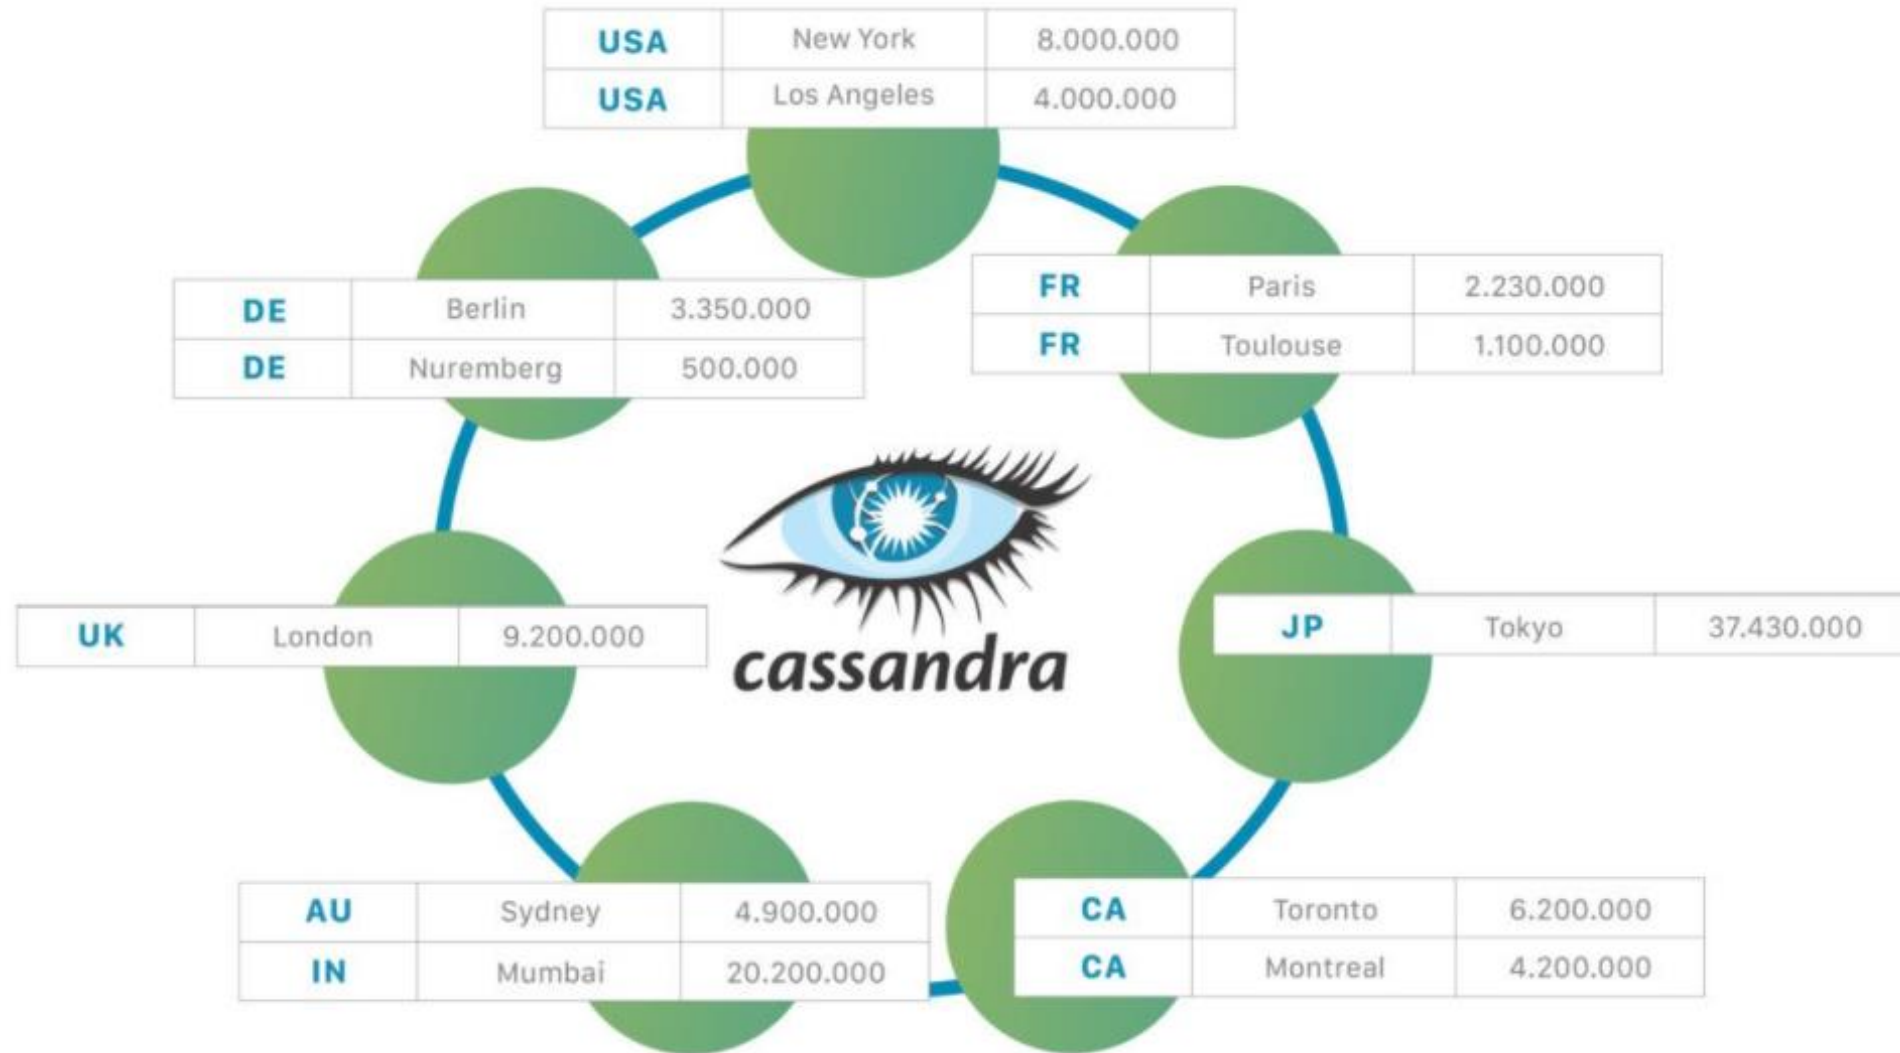 USA New York 8.000.000
USA Los Angeles 4.000.000
DE Berlin 3.350.000
DE Nuremberg 500.000
FR Paris 2.230.000
FR Toulouse 1.100.000
cassandra
UK London 9.200.000
JP Tokyo 37.430.000
AU Sydney 4.900.000
IN Mumbai 20.200.000
CA Toronto 6.200.000
CA Montreal 4.200.000